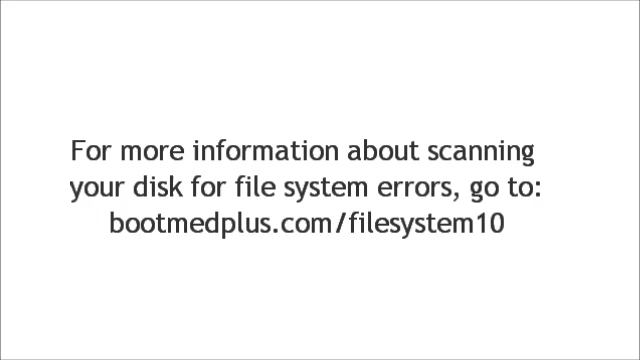 For more information about scanning
your disk for file system errors, go to:
bootmedplus.com/filesystem10